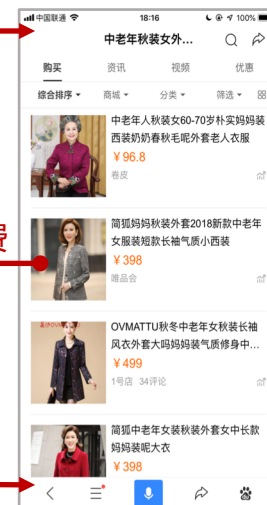 中国联通
18:16
100%
中老年秋装女外...
购买
资讯
视频
优惠
综合排序
商城
分类
筛选
中老年人秋装女60-70岁朴实妈妈装
西装奶奶春秋毛呢外套老人衣服
￥96.8
卷皮
简狐妈妈秋装外套2018新款中老年
女服装短款长袖气质小西装
￥398
唯品会
OVMATTU秋冬中老年女秋装长袖
风衣外套大吗妈妈装气质修身中...
￥499
1号店 34评论
简狐中老年女装秋装外套女中长款
妈妈装呢大衣
￥398